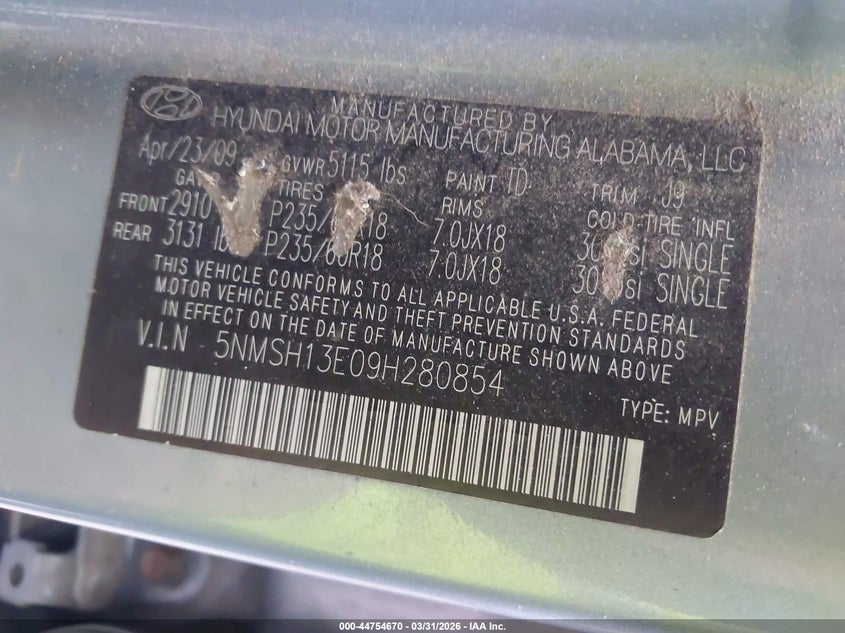 MANUFACTURED BY
HYUNDAI MOTOR MANUFACTURING ALABAMA, LLC
Apr/23/09 GVWR 5115 lbs PAINT TD TRIM J9
TIRES RIMS COLD TIRE INFL
FRONT 2910 P235/ R18 7.0JX18 SINGLE
REAR 3131 P235/60R18 7.0JX18 SINGLE
THIS VEHICLE CONFORMS TO ALL APPLICABLE U.S.A. FEDERAL
MOTOR VEHICLE SAFETY AND THEFT PREVENTION STANDARDS
IN EFFECT ON THE DATE OF MANUFACTURE SHOWN ABOVE
V.I.N 5NMSH13E09H280854
TYPE: MPV
000-44754670 - 03/31/2026 - IAA Inc.